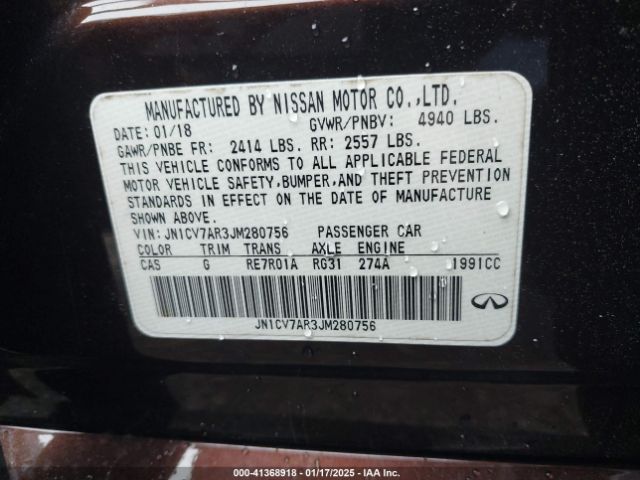 MANUFACTURED BY NISSAN MOTOR CO.,LTD.
DATE: 01/18 GVWR/PNBV: 4940 LBS.
GAWR/PNBE FR: 2414 LBS. RR: 2557 LBS.
THIS VEHICLE CONFORMS TO ALL APPLICABLE FEDERAL
MOTOR VEHICLE SAFETY,BUMPER,AND THEFT PREVENTION
STANDARDS IN EFFECT ON THE DATE OF MANUFACTURE
SHOWN ABOVE.
VIN:JN1CV7AR3JM280756 PASSENGER CAR
COLOR TRIM TRANS AXLE ENGINE
CAS G RE7R01A RG31 274A 1991CC
JN1CV7AR3JM280756
000-41368918 - 01/17/2025 - IAA Inc.